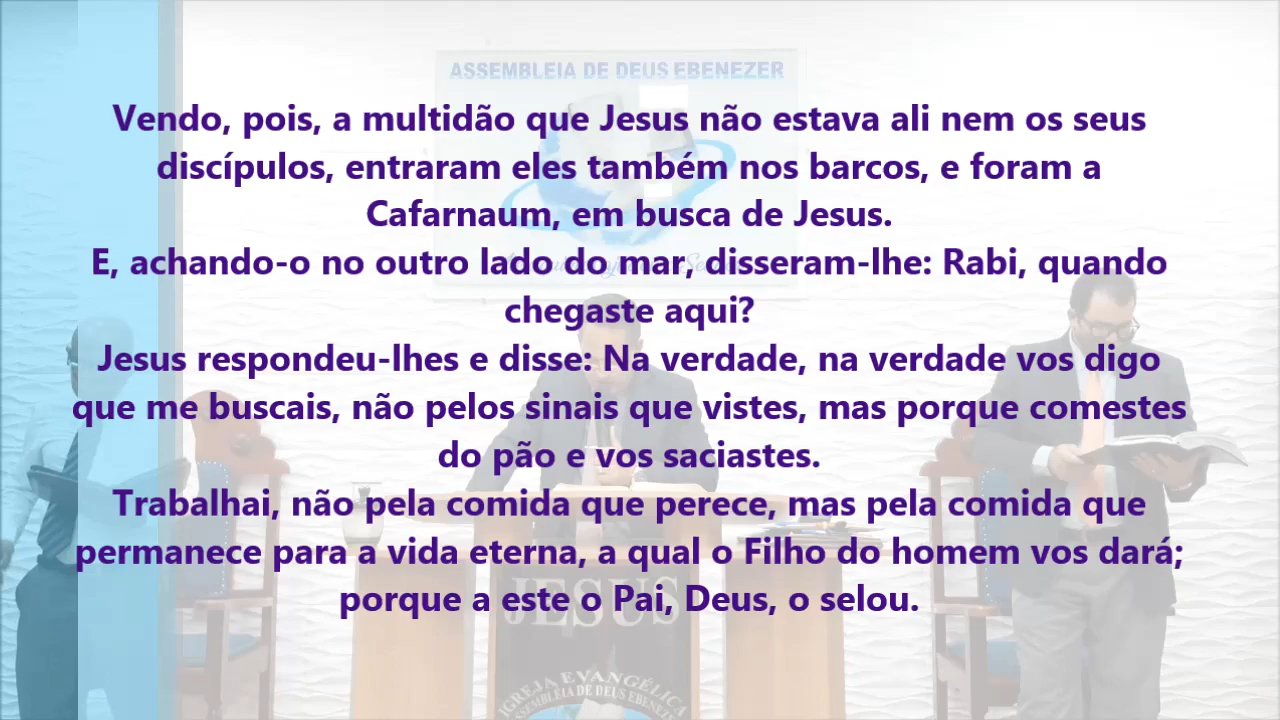 ASSEMBLEIA DE DEUS EBENEZER
Vendo, pois, a multidão que Jesus não estava ali nem os seus
discípulos, entraram eles também nos barcos, e foram a
Cafarnaum, em busca de Jesus.
E, achando-o no outro lado do mar, disseram-lhe: Rabi, quando
chegaste aqui?
Jesus respondeu-lhes e disse: Na verdade, na verdade vos digo
que me buscais, não pelos sinais que vistes, mas porque comestes
do pão e vos saciastes.
Trabalhai, não pela comida que perece, mas pela comida que
permanece para a vida eterna, a qual o Filho do homem vos dará;
porque a este o Pai, Deus, o selou.
JESUS
IGREJA EVANGÉLICA
ASSEMBLEIA DE DEUS EBENEZER